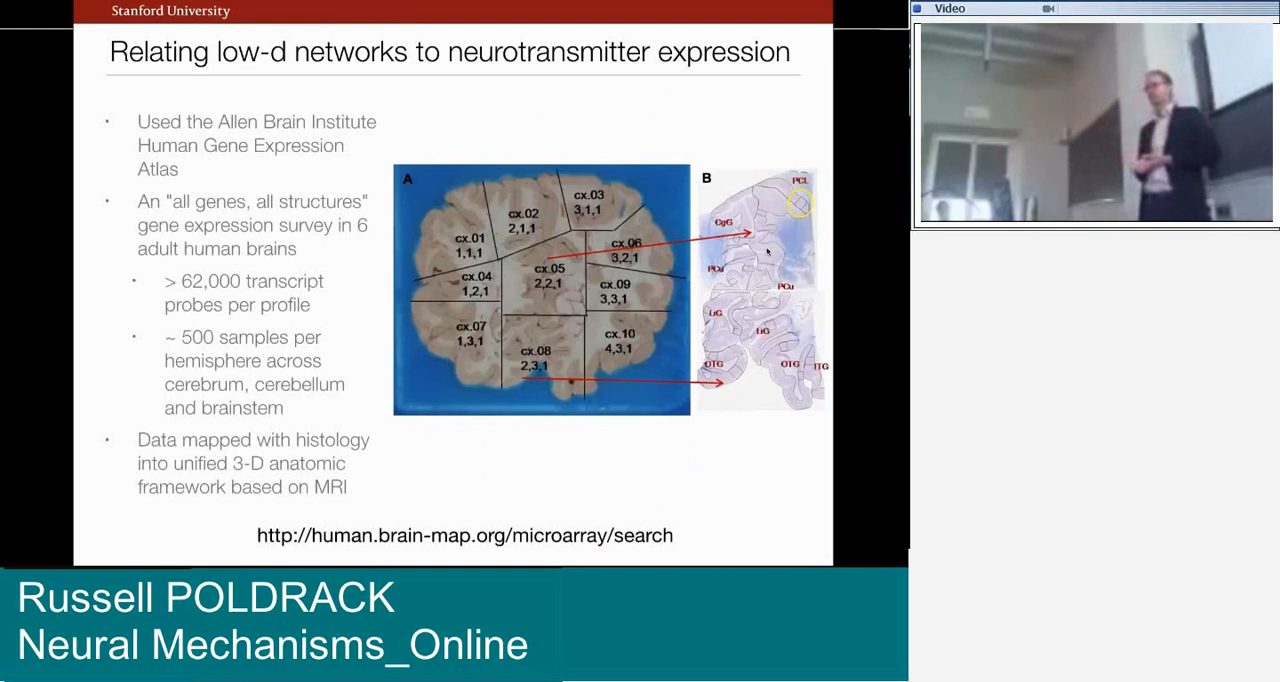 Stanford University
Relating low-d networks to neurotransmitter expression
• Used the Allen Brain Institute
Human Gene Expression
Atlas
• An "all genes, all structures"
gene expression survey in 6
adult human brains
• > 62,000 transcript
probes per profile
• ~ 500 samples per
hemisphere across
cerebrum, cerebellum
and brainstem
• Data mapped with histology
into unified 3-D anatomic
framework based on MRI
A
cx.01
1,1,1
cx.02
2,1,1
cx.03
3,1,1
cx.04
1,2,1
cx.05
2,2,1
cx.06
3,2,1
cx.07
1,3,1
cx.08
2,3,1
cx.09
3,3,1
cx.10
4,3,1
B
PCL
CgG
PCu
PCu
LiG
LiG
OTG
OTG
ITG
http://human.brain-map.org/microarray/search
Video
Russell POLDRACK
Neural Mechanisms_Online